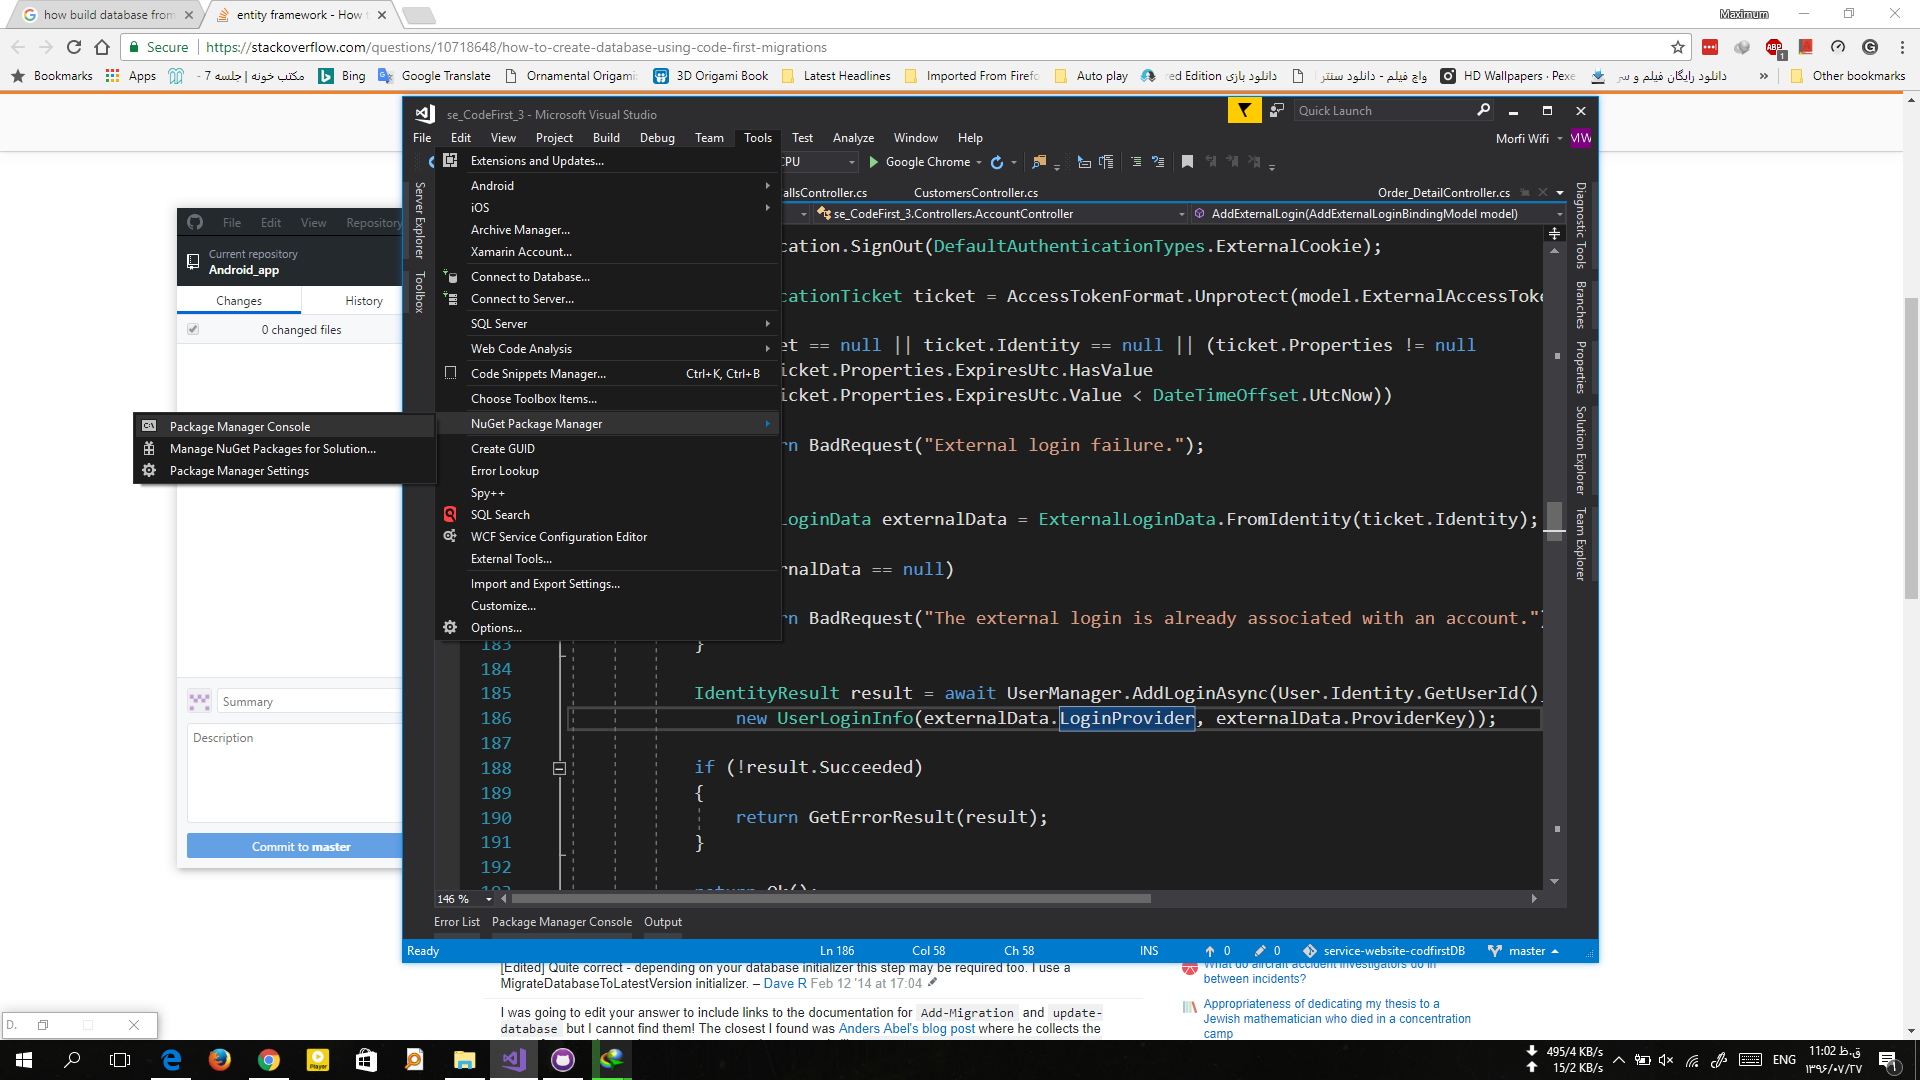 how build database from
entity framework - How t
Maximum
Secure
https://stackoverflow.com/questions/10718648/how-to-create-database-using-code-first-migrations
Bookmarks
Apps
مکتب خونه | جلسه 7 -
Bing
Google Translate
Ornamental Origami
3D Origami Book
Latest Headlines
Imported From Firefo
Auto play
دانلود بازی red Edition
واچ فیلم - دانلود سنتر
HD Wallpapers · Pexe
دانلود رایگان فیلم و سر
»
Other bookmarks
se_CodeFirst_3 - Microsoft Visual Studio
Quick Launch
File Edit View Project Build Debug Team Tools Test Analyze Window Help
Morfi Wifi
MW
CPU
Google Chrome
Extensions and Updates...
Android
iOS
Archive Manager...
Xamarin Account...
Connect to Database...
Connect to Server...
SQL Server
Web Code Analysis
Code Snippets Manager... Ctrl+K, Ctrl+B
Choose Toolbox Items...
NuGet Package Manager
Create GUID
Error Lookup
Spy++
SQL Search
WCF Service Configuration Editor
External Tools...
Import and Export Settings...
Customize...
Options...
Package Manager Console
Manage NuGet Packages for Solution...
Package Manager Settings
Server Explorer
Toolbox
Diagnostic Tools
Branches
Properties
Solution Explorer
Team Explorer
File Edit View Repository
Current repository
Android_app
Changes
History
0 changed files
Summary
Description
Commit to master
allsController.cs
CustomersController.cs
Order_DetailController.cs
se_CodeFirst_3.Controllers.AccountController
AddExternalLogin(AddExternalLoginBindingModel model)
cation.SignOut(DefaultAuthenticationTypes.ExternalCookie);
cationTicket ticket = AccessTokenFormat.Unprotect(model.ExternalAccessToke
et == null || ticket.Identity == null || (ticket.Properties != null
icket.Properties.ExpiresUtc.HasValue
icket.Properties.ExpiresUtc.Value < DateTimeOffset.UtcNow))
rn BadRequest("External login failure.");
LoginData externalData = ExternalLoginData.FromIdentity(ticket.Identity);
rnalData == null)
rn BadRequest("The external login is already associated with an account.")
183 }
184
185 IdentityResult result = await UserManager.AddLoginAsync(User.Identity.GetUserId(),
186 new UserLoginInfo(externalData.LoginProvider, externalData.ProviderKey));
187
188 if (!result.Succeeded)
189 {
190 return GetErrorResult(result);
191 }
192
193 return Ok();
146 %
Error List
Package Manager Console
Output
Ready
Ln 186
Col 58
Ch 58
INS
0
0
service-website-codfirstDB
master
[Edited] Quite correct - depending on your database initializer this step may be required too. I use a
MigrateDatabaseToLatestVersion initializer. – Dave R Feb 12 '14 at 17:04
I was going to edit your answer to include links to the documentation for Add-Migration and update-
database but I cannot find them! The closest I found was Anders Abel's blog post where he collects the
What do aircraft accident investigators do in
between incidents?
Appropriateness of dedicating my thesis to a
Jewish mathematician who died in a concentration
camp
D.
495/4 KB/s
15/2 KB/s
ENG
11:02 ق.ظ
۱۳۹۶/۰۷/۲۷
1